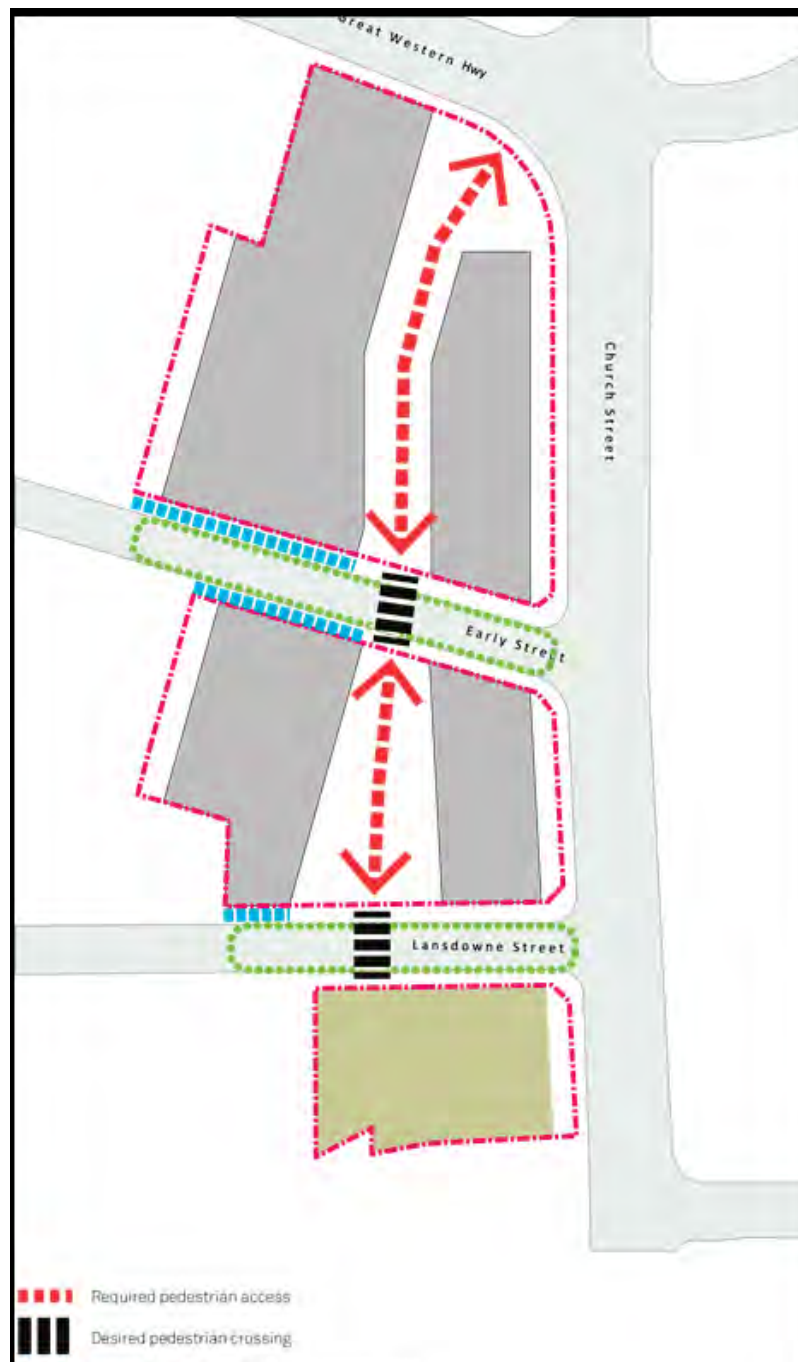 Great Western Hwy
Church Street
Early Street
Lansdowne Street
Required pedestrian access
Desired pedestrian crossing